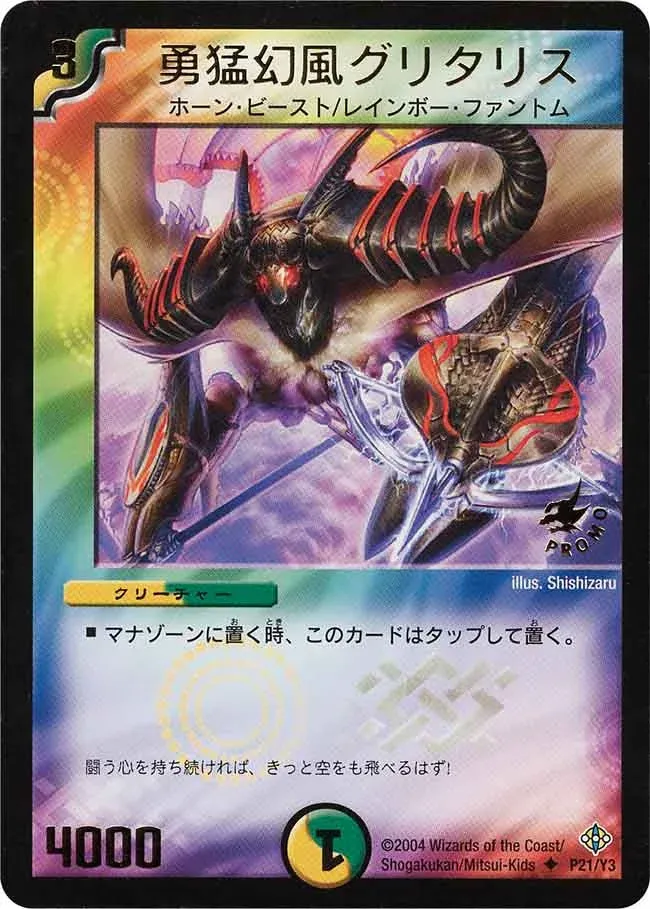 3
勇猛幻風グリタリス
ホーン・ビースト/レインボー・ファントム
PROMO
illus. Shishizaru
クリーチャー
■ マナゾーンに置く時、このカードはタップして置く。
闘う心を持ち続ければ、きっと空をも飛べるはず!
4000
1
©2004 Wizards of the Coast/
Shogakukan/Mitsui-Kids
P21/Y3